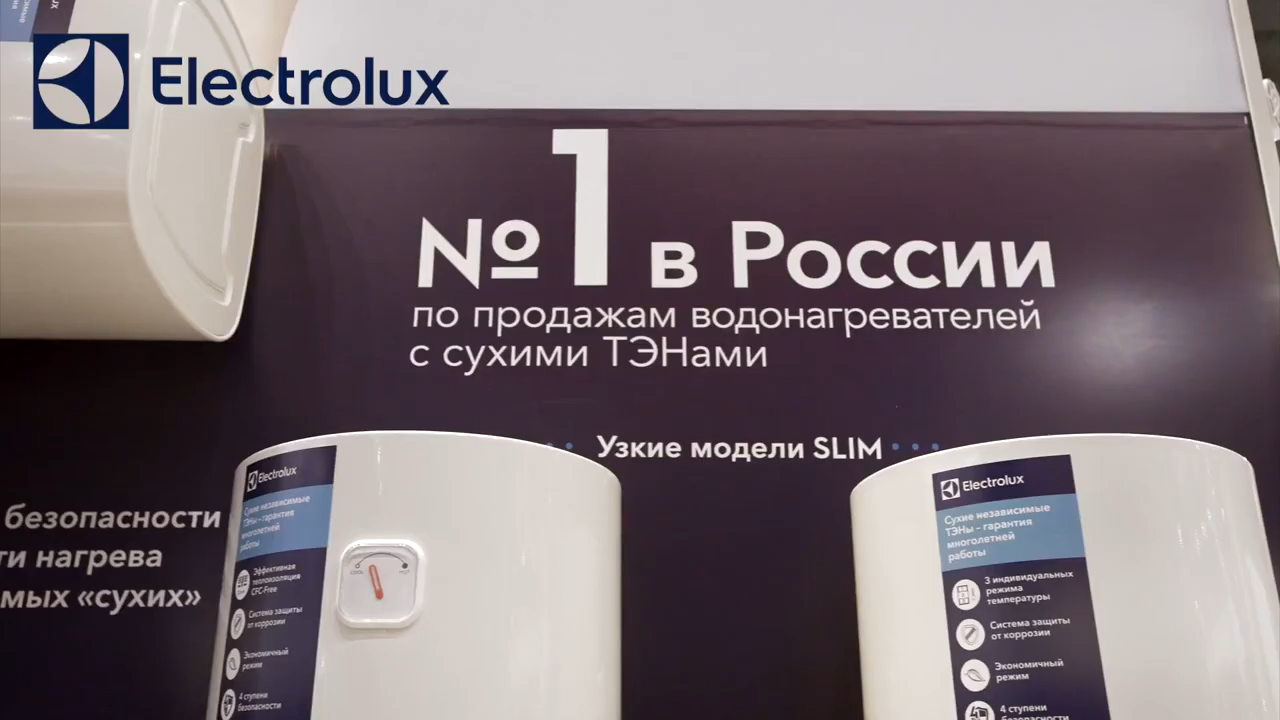 Electrolux
№1 в России
по продажам водонагревателей
с сухими ТЭНами
Узкие модели SLIM
безопасности
ти нагрева
мых «сухих»
Electrolux
Сухие независимые
ТЭНы – гарантия
многолетней
работы
Эффективная
теплоизоляция
CFC-Free
Система защиты
от коррозии
Экономичный
режим
4 ступени
безопасности
Electrolux
Сухие независимые
ТЭНы – гарантия
многолетней
работы
3 индивидуальных
режима
температуры
Система защиты
от коррозии
Экономичный
режим
4 ступени
безопасности